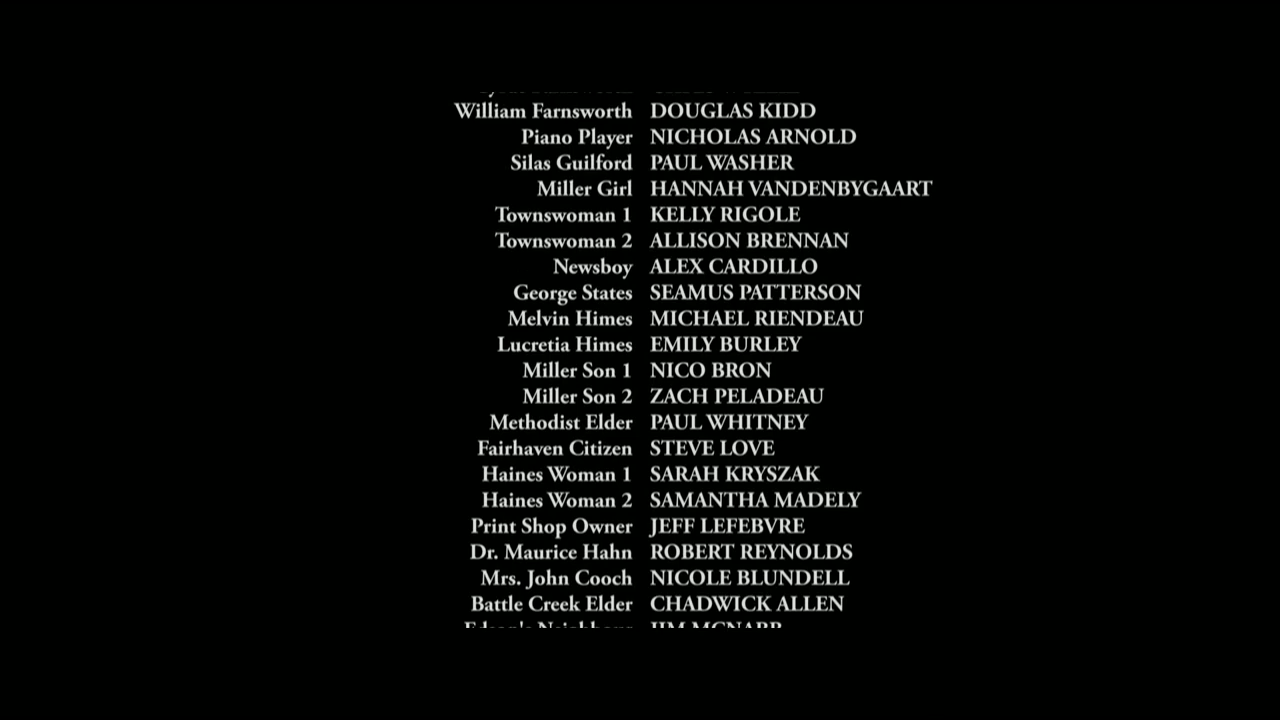 William Farnsworth DOUGLAS KIDD
Piano Player NICHOLAS ARNOLD
Silas Guilford PAUL WASHER
Miller Girl HANNAH VANDENBYGAART
Townswoman 1 KELLY RIGOLE
Townswoman 2 ALLISON BRENNAN
Newsboy ALEX CARDILLO
George States SEAMUS PATTERSON
Melvin Himes MICHAEL RIENDEAU
Lucretia Himes EMILY BURLEY
Miller Son 1 NICO BRON
Miller Son 2 ZACH PELADEAU
Methodist Elder PAUL WHITNEY
Fairhaven Citizen STEVE LOVE
Haines Woman 1 SARAH KRYSZAK
Haines Woman 2 SAMANTHA MADELY
Print Shop Owner JEFF LEFEBVRE
Dr. Maurice Hahn ROBERT REYNOLDS
Mrs. John Cooch NICOLE BLUNDELL
Battle Creek Elder CHADWICK ALLEN